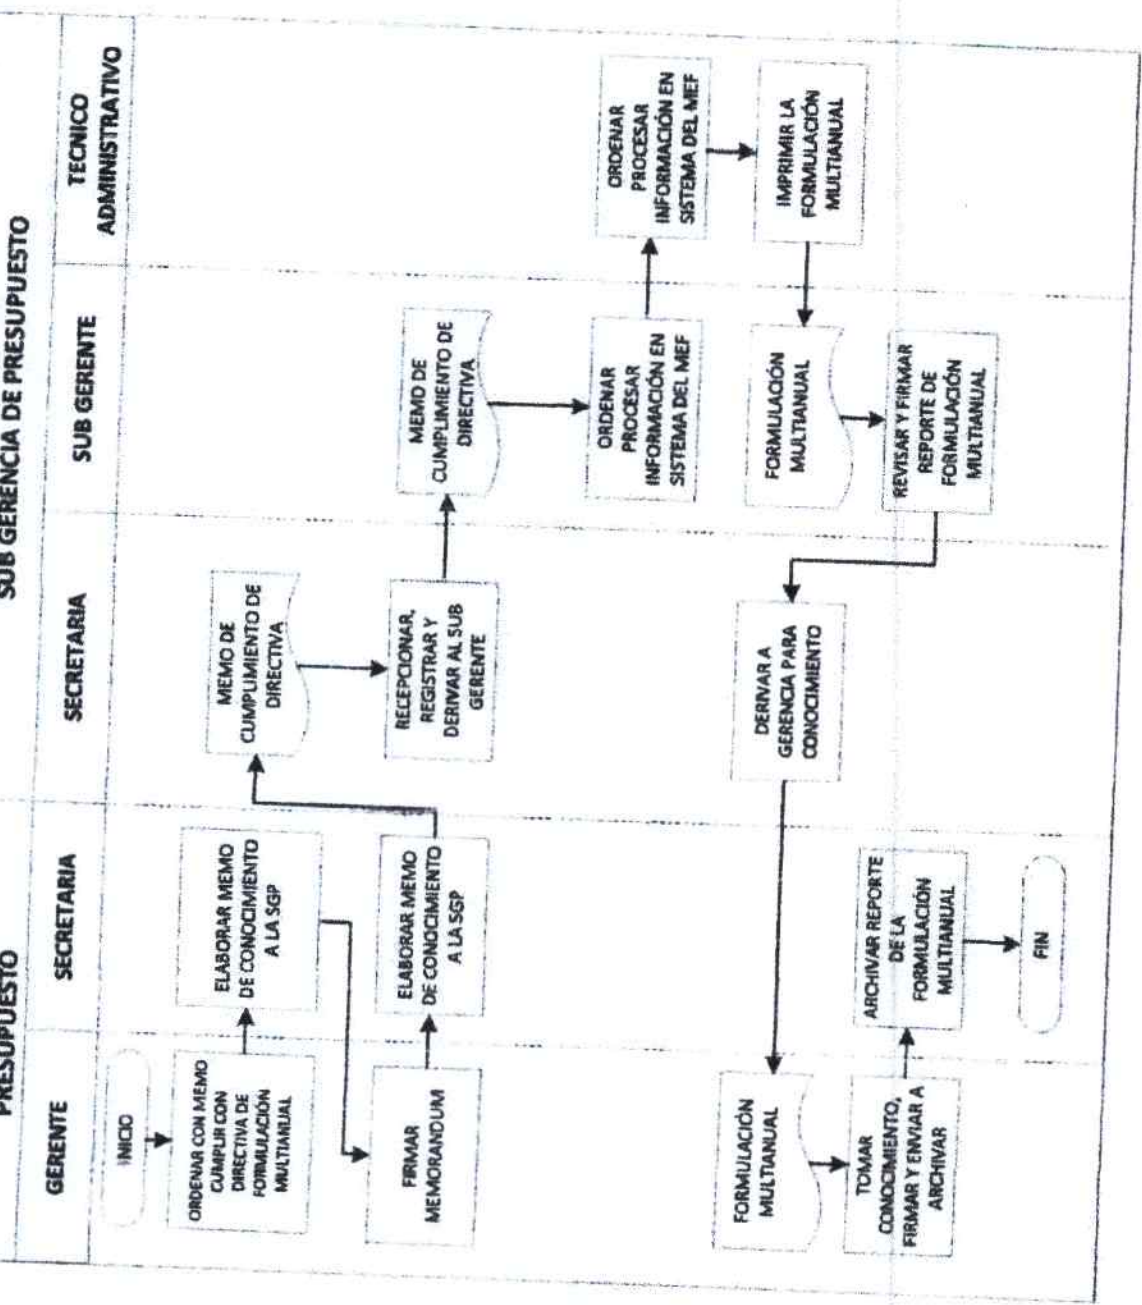 PRESUPUESTO
SUB GERENCIA DE PRESUPUESTO
GERENTE
SECRETARIA
SECRETARIA
SUB GERENTE
TECNICO
ADMINISTRATIVO
INICIO
ORDENAR CON MEMO
CUMPLIR CON
DIRECTIVA DE
FORMULACIÓN
MULTIANUAL
ELABORAR MEMO
DE CONOCIMIENTO
A LA SGP
FIRMAR
MEMORANDUM
ELABORAR MEMO
DE CONOCIMIENTO
A LA SGP
MEMO DE
CUMPLIMIENTO DE
DIRECTIVA
RECEPCIONAR,
REGISTRAR Y
DERIVAR AL SUB
GERENTE
MEMO DE
CUMPLIMIENTO DE
DIRECTIVA
ORDENAR
PROCESAR
INFORMACIÓN EN
SISTEMA DEL MEF
ORDENAR
PROCESAR
INFORMACIÓN EN
SISTEMA DEL MEF
IMPRIMIR LA
FORMULACIÓN
MULTIANUAL
FORMULACIÓN
MULTIANUAL
REVISAR Y FIRMAR
REPORTE DE
FORMULACIÓN
MULTIANUAL
DERIVAR A
GERENCIA PARA
CONOCIMIENTO
FORMULACIÓN
MULTIANUAL
TOMAR
CONOCIMIENTO,
FIRMAR Y ENVIAR A
ARCHIVAR
ARCHIVAR REPORTE
DE LA
FORMULACIÓN
MULTIANUAL
FIN